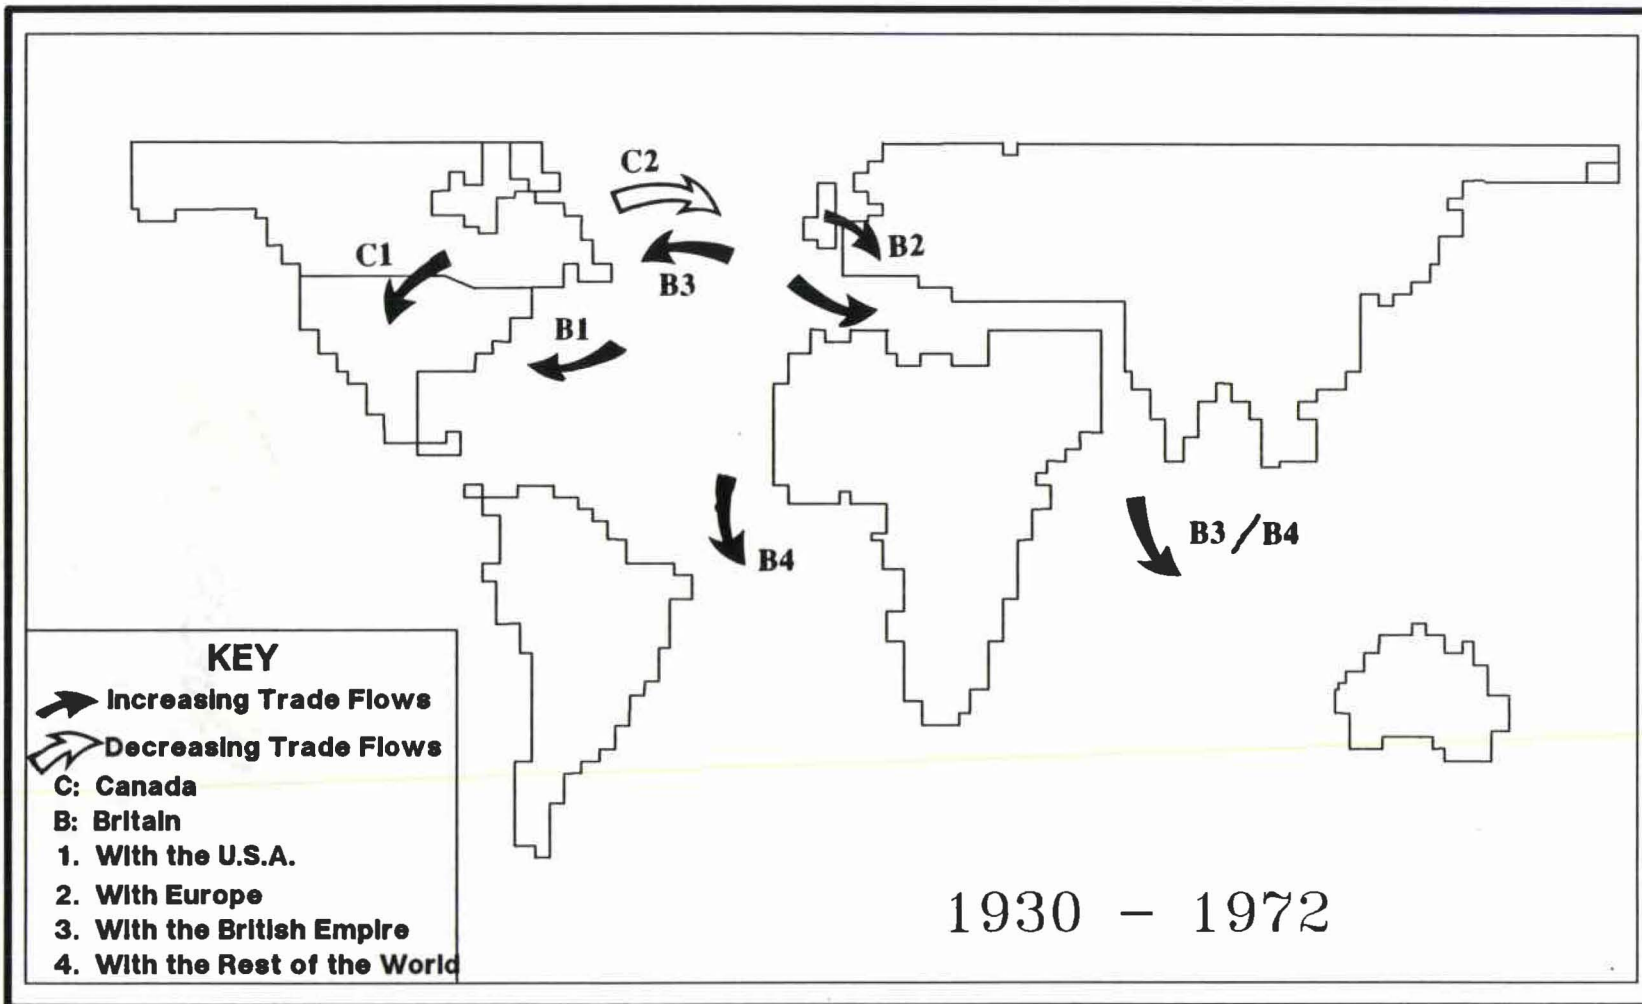 C2
C1
B2
B3
B1
B4
B3 / B4
KEY
Increasing Trade Flows
Decreasing Trade Flows
C: Canada
B: Britain
1. With the U.S.A.
2. With Europe
3. With the British Empire
4. With the Rest of the World
1930 - 1972